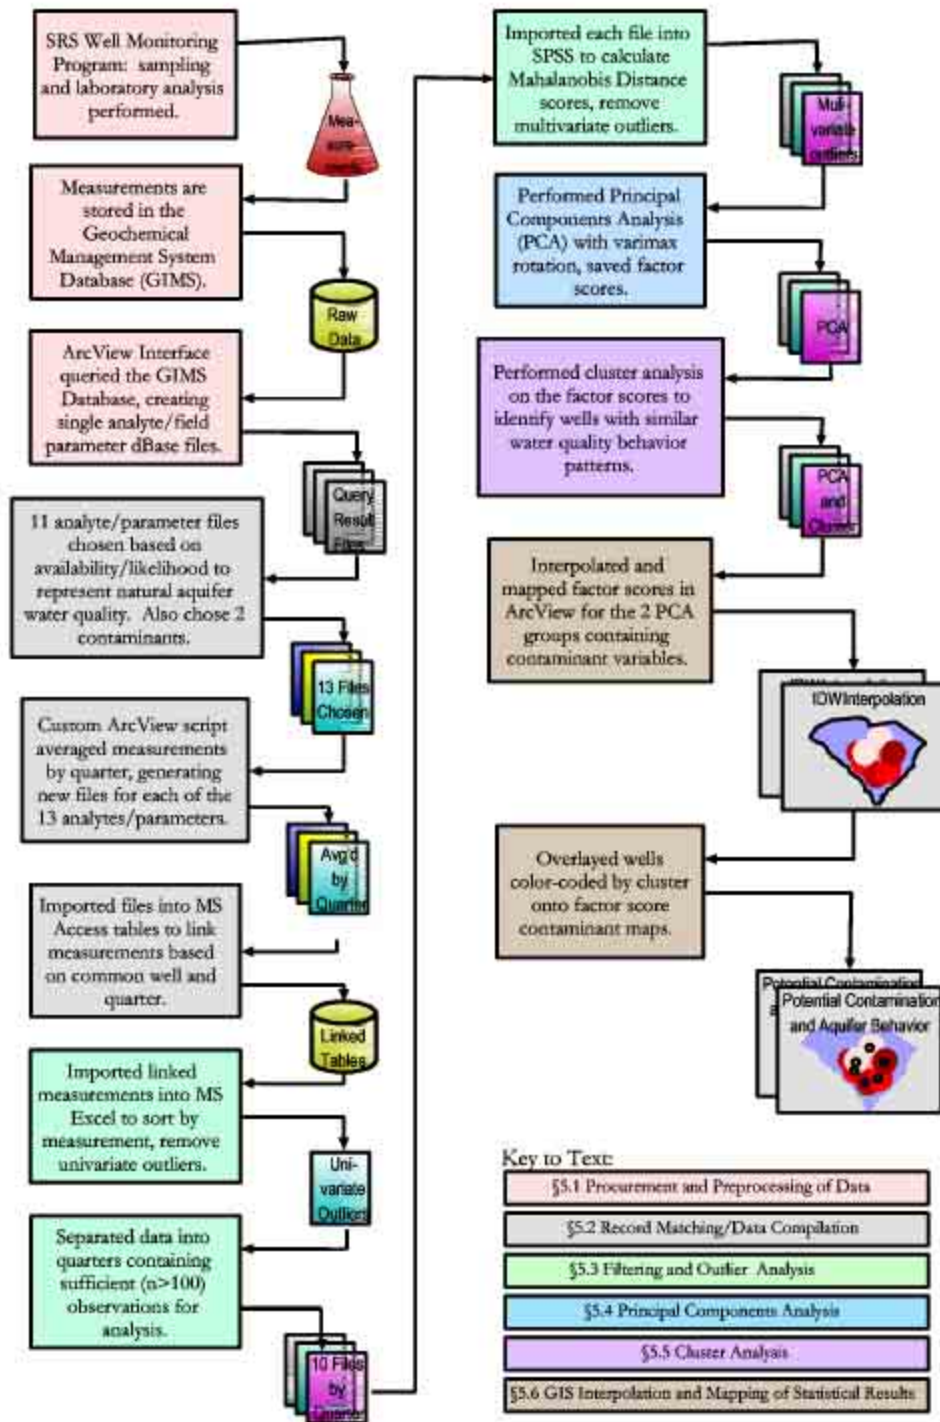 SRS Well Monitoring
Program: sampling
and laboratory analysis
performed.
Mea-
sure-
ments
Measurements are
stored in the
Geochemical
Management System
Database (GIMS).
Raw
Data
ArcView Interface
queried the GIMS
Database, creating
single analyte/field
parameter dBase files.
Query
Result
Files
11 analyte/parameter files
chosen based on
availability/likelihood to
represent natural aquifer
water quality. Also chose 2
contaminants.
13 Files
Chosen
Custom ArcView script
averaged measurements
by quarter, generating
new files for each of the
13 analytes/parameters.
Avg'd
by
Quarter
Imported files into MS
Access tables to link
measurements based
on common well and
quarter.
Linked
Tables
Imported linked
measurements into MS
Excel to sort by
measurement, remove
univariate outliers.
Uni-
variate
Outliers
Separated data into
quarters containing
sufficient (n>100)
observations for
analysis.
10 Files
by
Quarter
Imported each file into
SPSS to calculate
Mahalanobis Distance
scores, remove
multivariate outliers.
Multi-
variate
outliers
Performed Principal
Components Analysis
(PCA) with varimax
rotation, saved factor
scores.
PCA
Performed cluster analysis
on the factor scores to
identify wells with similar
water quality behavior
patterns.
PCA
and
Cluster
Interpolated and
mapped factor scores in
ArcView for the 2 PCA
groups containing
contaminant variables.
IDWInterpolation
Overlayed wells
color-coded by cluster
onto factor score
contaminant maps.
Potential Contamination
Potential Contamination
and Aquifer Behavior
Key to Text:
§5.1 Procurement and Preprocessing of Data
§5.2 Record Matching/Data Compilation
§5.3 Filtering and Outlier Analysis
§5.4 Principal Components Analysis
§5.5 Cluster Analysis
§5.6 GIS Interpolation and Mapping of Statistical Results